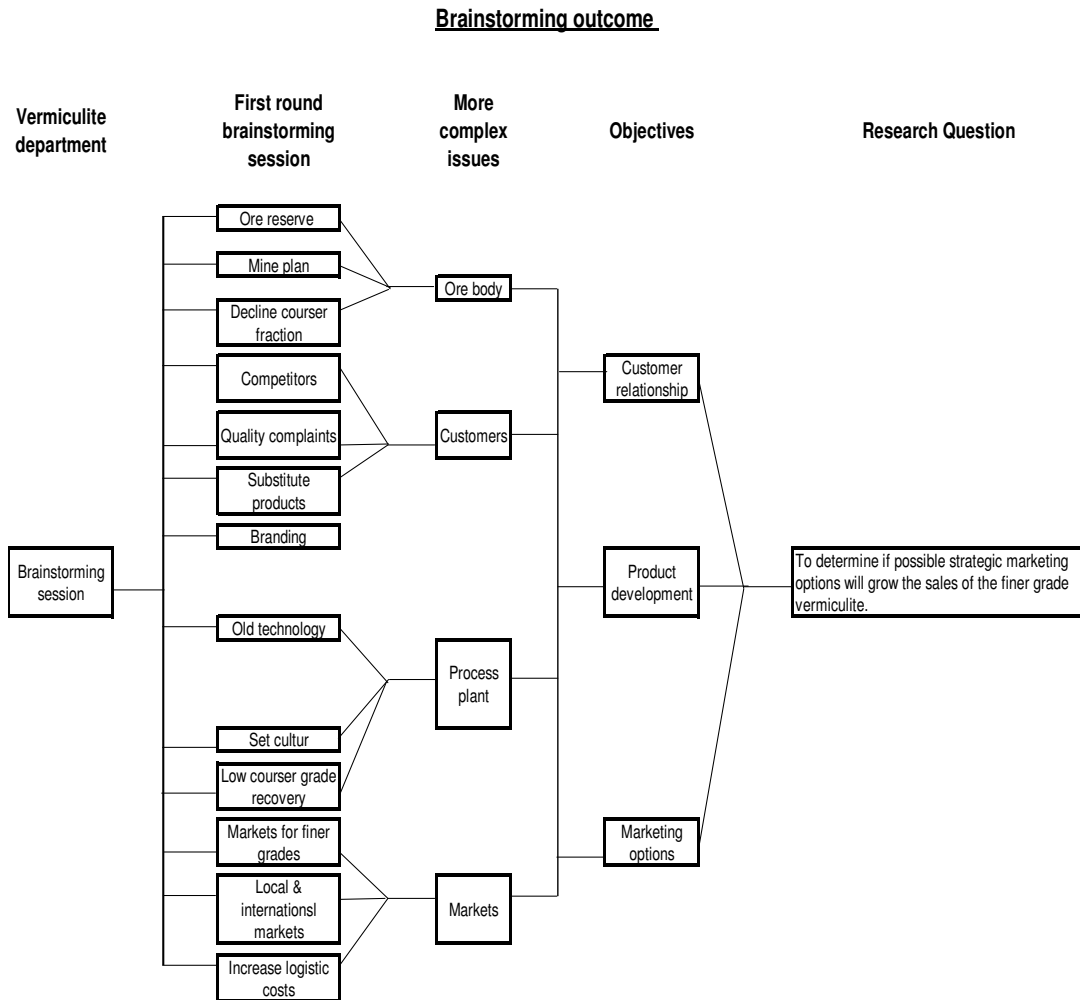 Brainstorming outcome
Vermiculite
department
First round
brainstorming
session
More
complex
issues
Objectives
Research Question
Ore reserve
Mine plan
Decline courser
fraction
Competitors
Quality complaints
Substitute
products
Branding
Old technology
Set cultur
Low courser grade
recovery
Markets for finer
grades
Local &
internationsl
markets
Increase logistic
costs
Brainstorming
session
Ore body
Customers
Process
plant
Markets
Customer
relationship
Product
development
Marketing
options
To determine if possible strategic marketing
options will grow the sales of the finer grade
vermiculite.